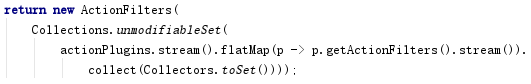 return new ActionFilters(
Collections.unmodifiableSet(
actionPlugins.stream().flatMap(p -> p.getActionFilters().stream()).
collect(Collectors.toSet())));